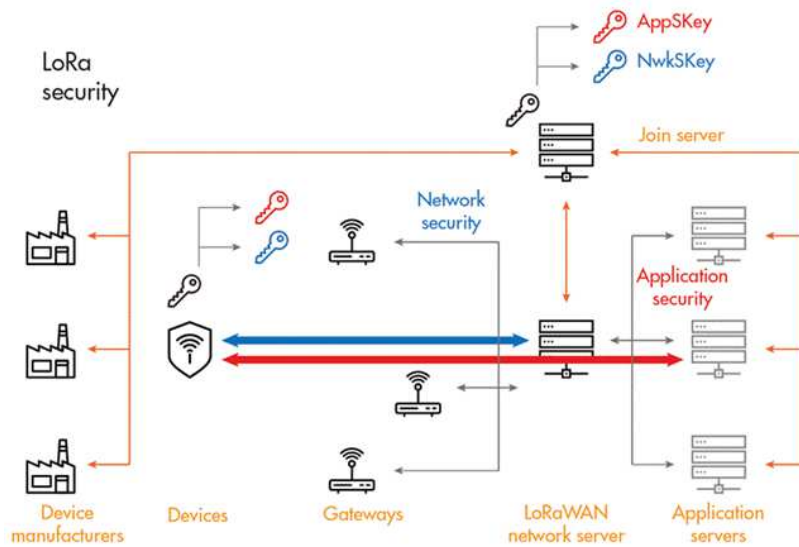 LoRa
security
AppSKey
NwkSKey
Join server
Network
security
Application
security
Device
manufacturers
Devices
Gateways
LoRaWAN
network server
Application
servers